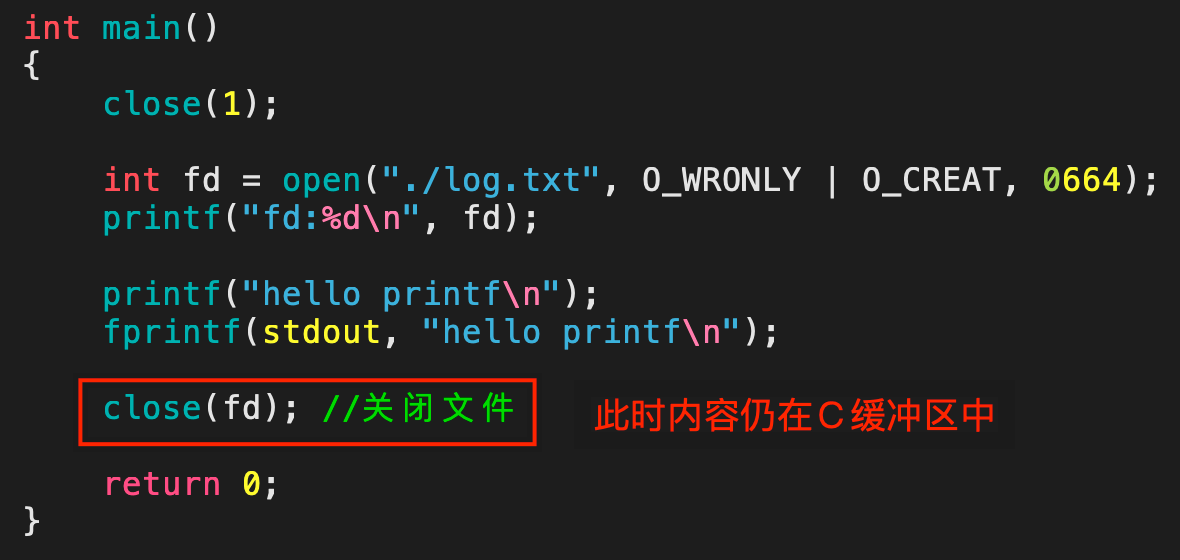 int main()
{
    close(1);
    int fd = open("./log.txt", O_WRONLY | O_CREAT, 0664);
    printf("fd:%d\n", fd);
    printf("hello printf\n");
    fprintf(stdout, "hello printf\n");
    close(fd); //关闭文件 此时内容仍在C缓冲区中
    return 0;
}